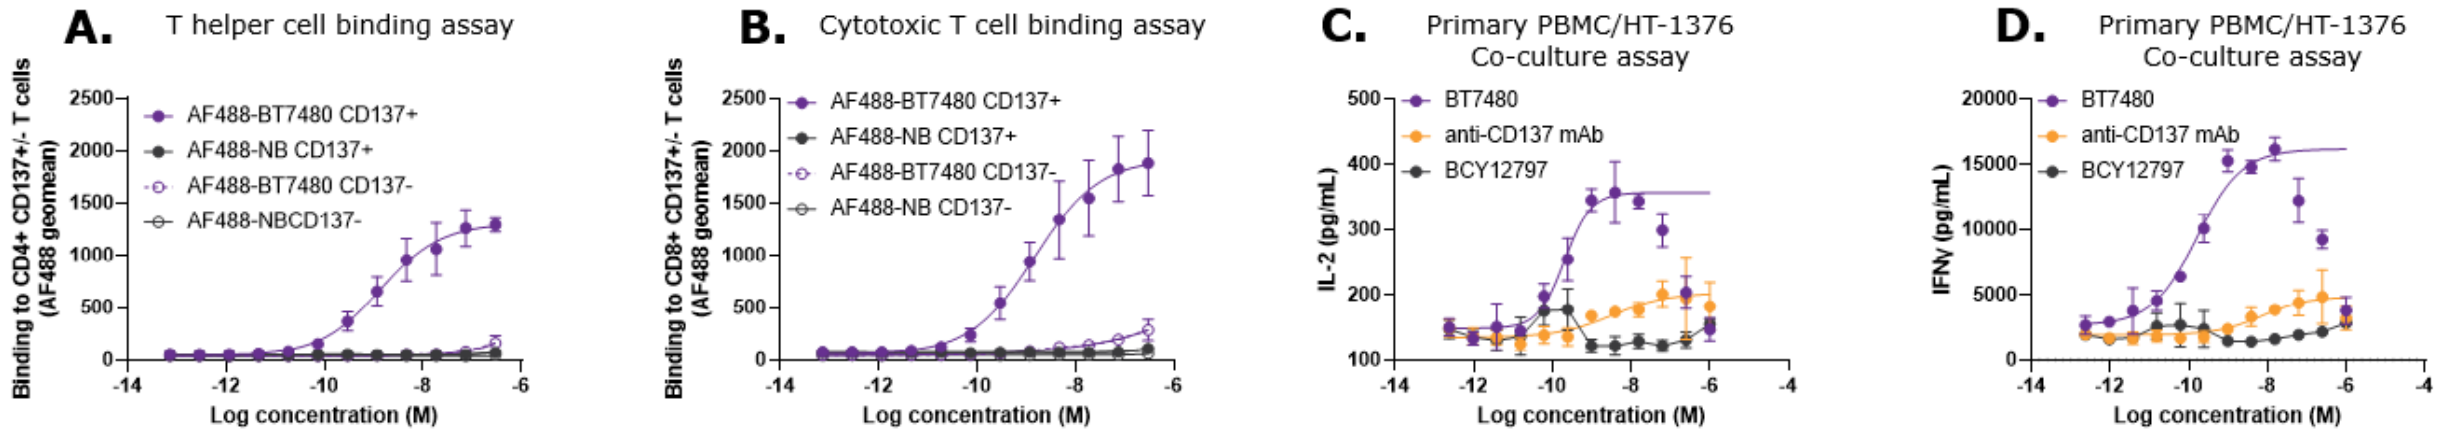 A. T helper cell binding assay
Binding to CD4+ CD137+/- T cells
(AF488 geomean)
2500
2000
1500
1000
500
0
AF488-BT7480 CD137+
AF488-NB CD137+
AF488-BT7480 CD137-
AF488-NBCD137-
-14 -12 -10 -8 -6
Log concentration (M)
B. Cytotoxic T cell binding assay
Binding to CD8+ CD137+/- T cells
(AF488 geomean)
2500
2000
1500
1000
500
0
AF488-BT7480 CD137+
AF488-NB CD137+
AF488-BT7480 CD137-
AF488-NB CD137-
-14 -12 -10 -8 -6
Log concentration (M)
C. Primary PBMC/HT-1376
Co-culture assay
IL-2 (pg/mL)
500
400
300
200
100
BT7480
anti-CD137 mAb
BCY12797
-14 -12 -10 -8 -6 -4
Log concentration (M)
D. Primary PBMC/HT-1376
Co-culture assay
IFNγ (pg/mL)
20000
15000
10000
5000
0
BT7480
anti-CD137 mAb
BCY12797
-14 -12 -10 -8 -6 -4
Log concentration (M)